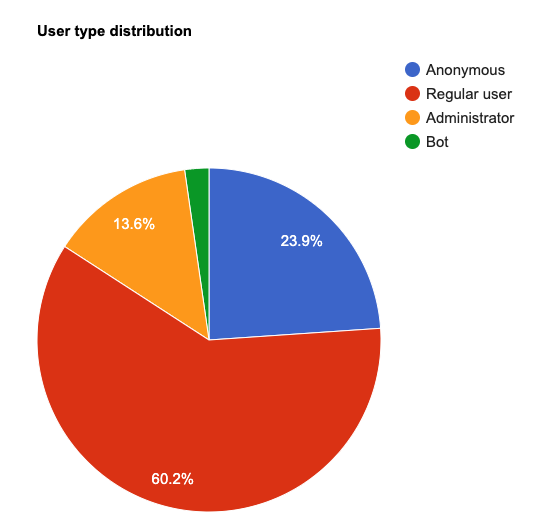 User type distribution
Anonymous
Regular user
Administrator
Bot
13.6%
23.9%
60.2%